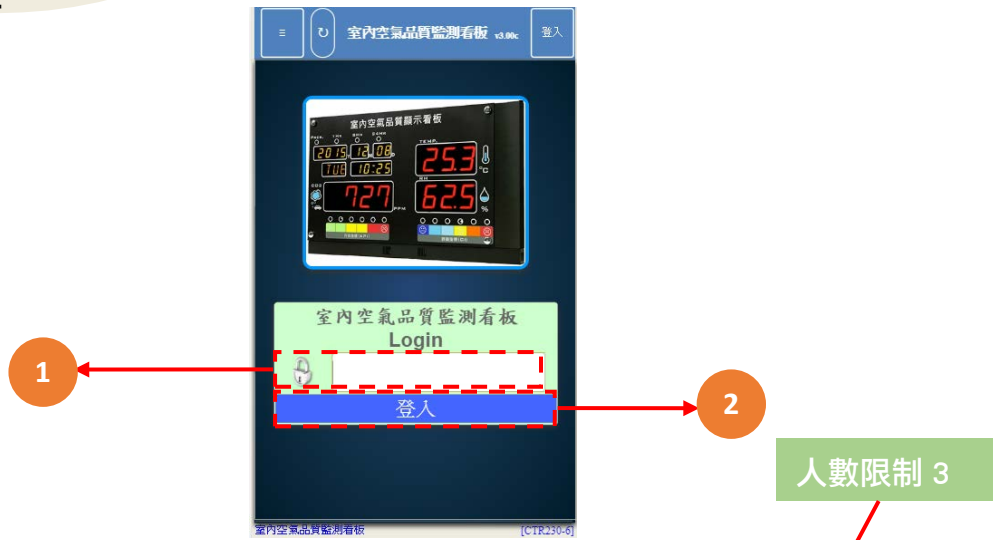 ≡ ↻ 室內空氣品質監測看板 v3.00c 登入
室內空氣品質顯示看板
TEMP.
2015 12 08
25.3 °C
TUE 10:25
RH
727 PPM
62.5 %
室內空氣品質監測看板
Login
1
登入
2
人數限制 3
室內空氣品質監測看板 [CTR230-6]